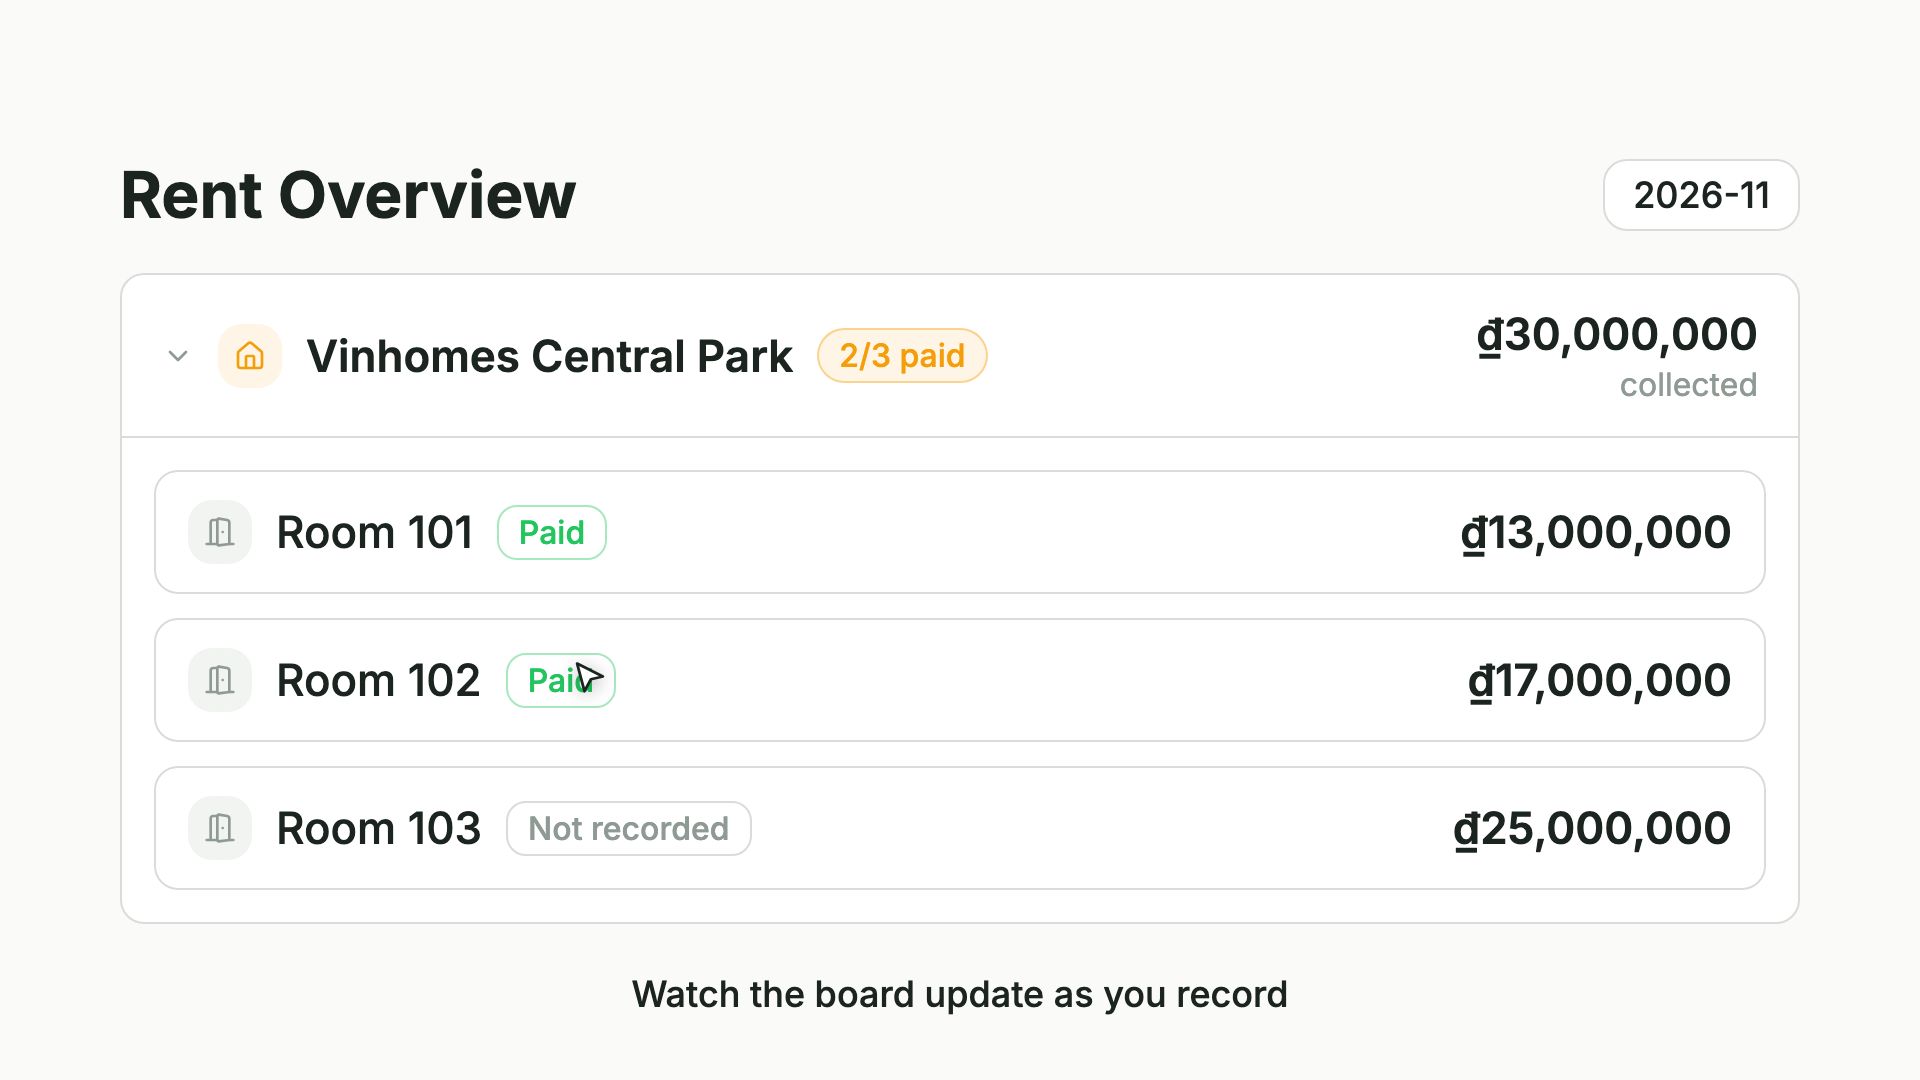 Rent Overview
2026-11
Vinhomes Central Park
2/3 paid
₫30,000,000
collected
Room 101
Paid
₫13,000,000
Room 102
Paid
₫17,000,000
Room 103
Not recorded
₫25,000,000
Watch the board update as you record